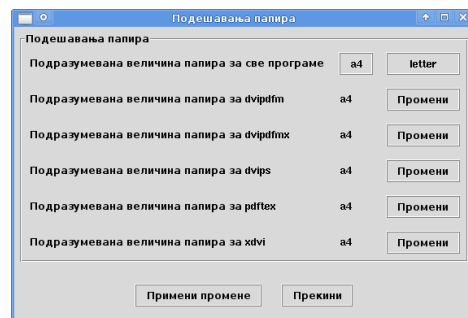 Подешавања папира
Подешавања папира
Подразумевана величина папира за све програме a4 letter
Подразумевана величина папира за dvipdfm a4 Промени
Подразумевана величина папира за dvipdfmx a4 Промени
Подразумевана величина папира за dvips a4 Промени
Подразумевана величина папира за pdftex a4 Промени
Подразумевана величина папира за xdvi a4 Промени
Примени промене Прекини